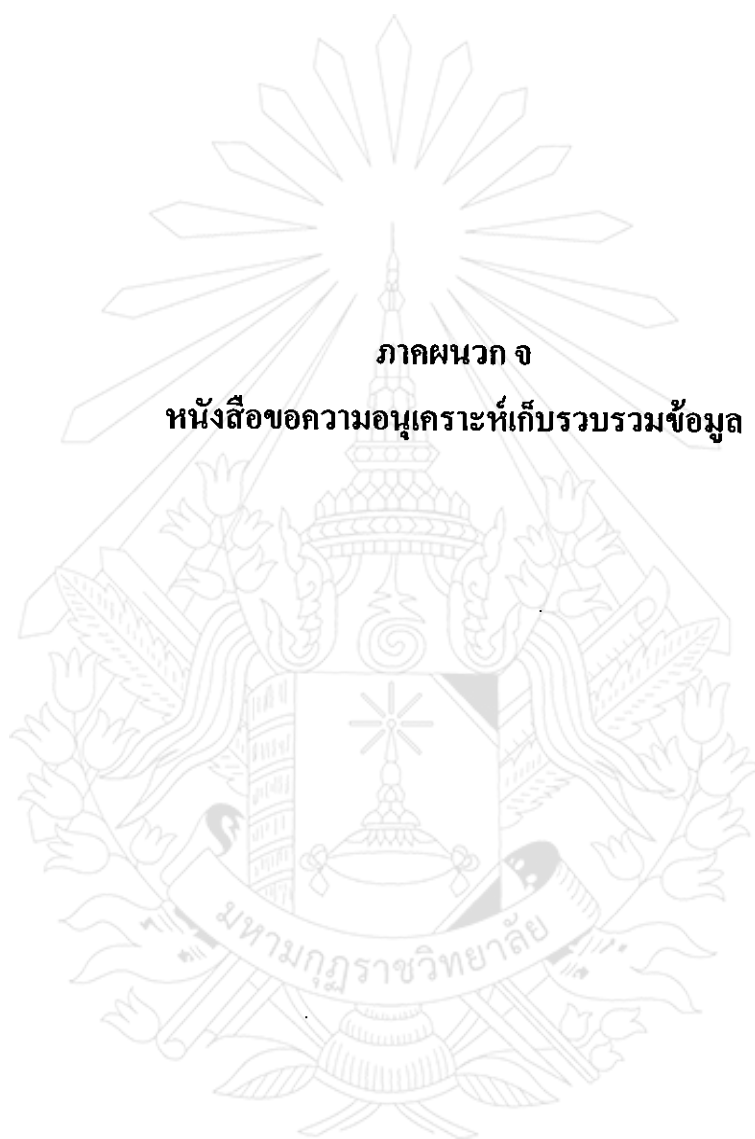 ภาคผนวก จ
หนังสือขอความอนุเคราะห์เก็บรวบรวมข้อมูล
มหามกุฏราชวิทยาลัย